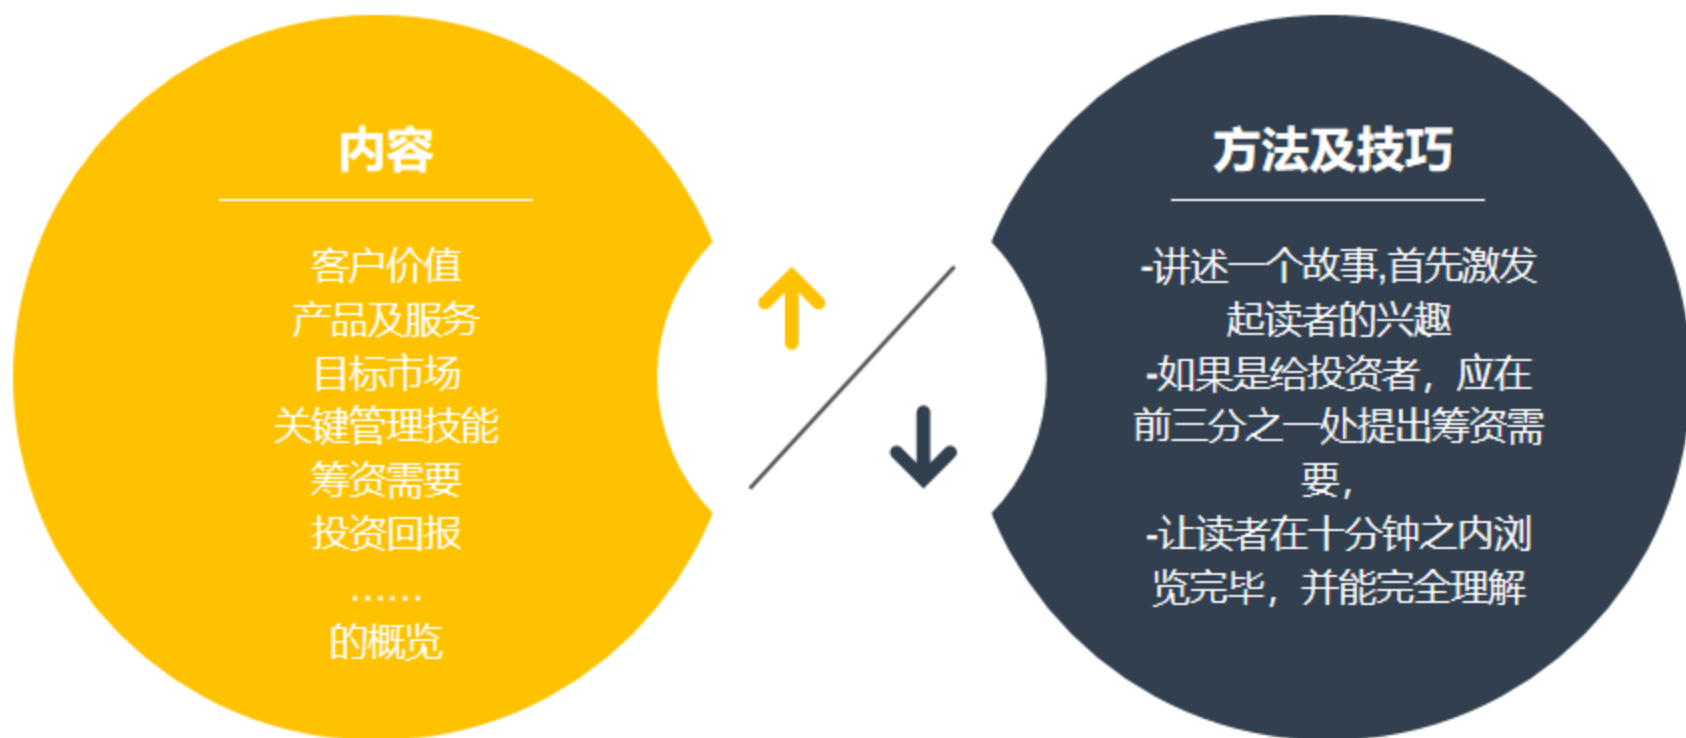 内容
客户价值
产品及服务
目标市场
关键管理技能
筹资需要
投资回报
……
的概览
方法及技巧
-讲述一个故事,首先激发
起读者的兴趣
-如果是给投资者，应在
前三分之一处提出筹资需
要，
-让读者在十分钟之内浏
览完毕，并能完全理解